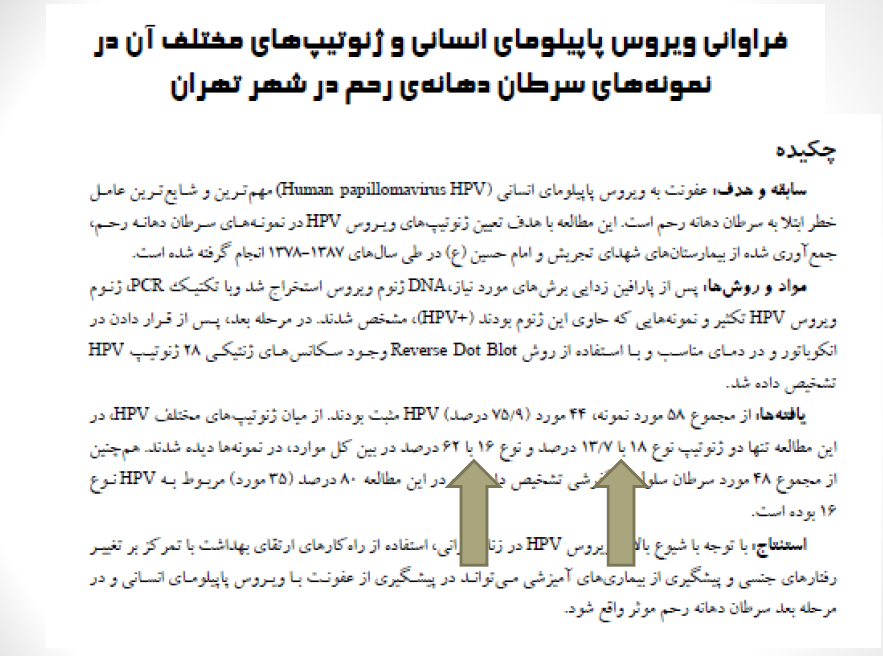 فراوانی ویروس پاپیلومای انسانی و ژنوتیپ‌های مختلف آن در
نمونه‌های سرطان دهانه‌ی رحم در شهر تهران
چکیده
سابقه و هدف: عفونت به ویروس پاپیلومای انسانی (Human papillomavirus HPV) مهم‌ترین و شایع‌ترین عامل
خطر ابتلا به سرطان دهانه رحم است. این مطالعه با هدف تعیین ژنوتیپ‌های ویروس HPV در نمونه‌های سرطان دهانه رحم،
جمع‌آوری شده از بیمارستان‌های شهدای تجریش و امام حسین (ع) در طی سال‌های ۱۳۸۷-۱۳۷۸ انجام گرفته شده است.
مواد و روش‌ها: پس از پارافین زدایی برش‌های مورد نیاز، DNA ژنوم ویروس استخراج شد وبا تکنیک PCR، ژنوم
ویروس HPV تکثیر و نمونه‌هایی که حاوی این ژنوم بودند (HPV+)، مشخص شدند. در مرحله بعد، پس از قرار دادن در
انکوباتور و در دمای مناسب و با استفاده از روش Reverse Dot Blot وجود سکانس‌های ژنتیکی ۲۸ ژنوتیپ HPV
تشخیص داده شد.
یافته‌ها: از مجموع ۵۸ مورد نمونه، ۴۴ مورد (۷۵/۹ درصد) HPV مثبت بودند. از میان ژنوتیپ‌های مختلف HPV، در
این مطالعه تنها دو ژنوتیپ نوع ۱۸ با ۱۳/۷ درصد و نوع ۱۶ با ۶۲ درصد در بین کل موارد، در نمونه‌ها دیده شدند. هم‌چنین
از مجموع ۴۸ مورد سرطان سلول فرشی تشخیص در این مطالعه ۸۰ درصد (۳۵ مورد) مربوط به HPV نوع
۱۶ بوده است.
استنتاج: با توجه با شیوع ویروس HPV در استفاده از راه‌کارهای ارتقای بهداشت با تمرکز بر تغییر
رفتارهای جنسی و پیشگیری از بیماری‌های آمیزشی می‌تواند در پیشگیری از عفونت با ویروس پاپیلومای انسانی و در
مرحله بعد سرطان دهانه رحم موثر واقع شود.